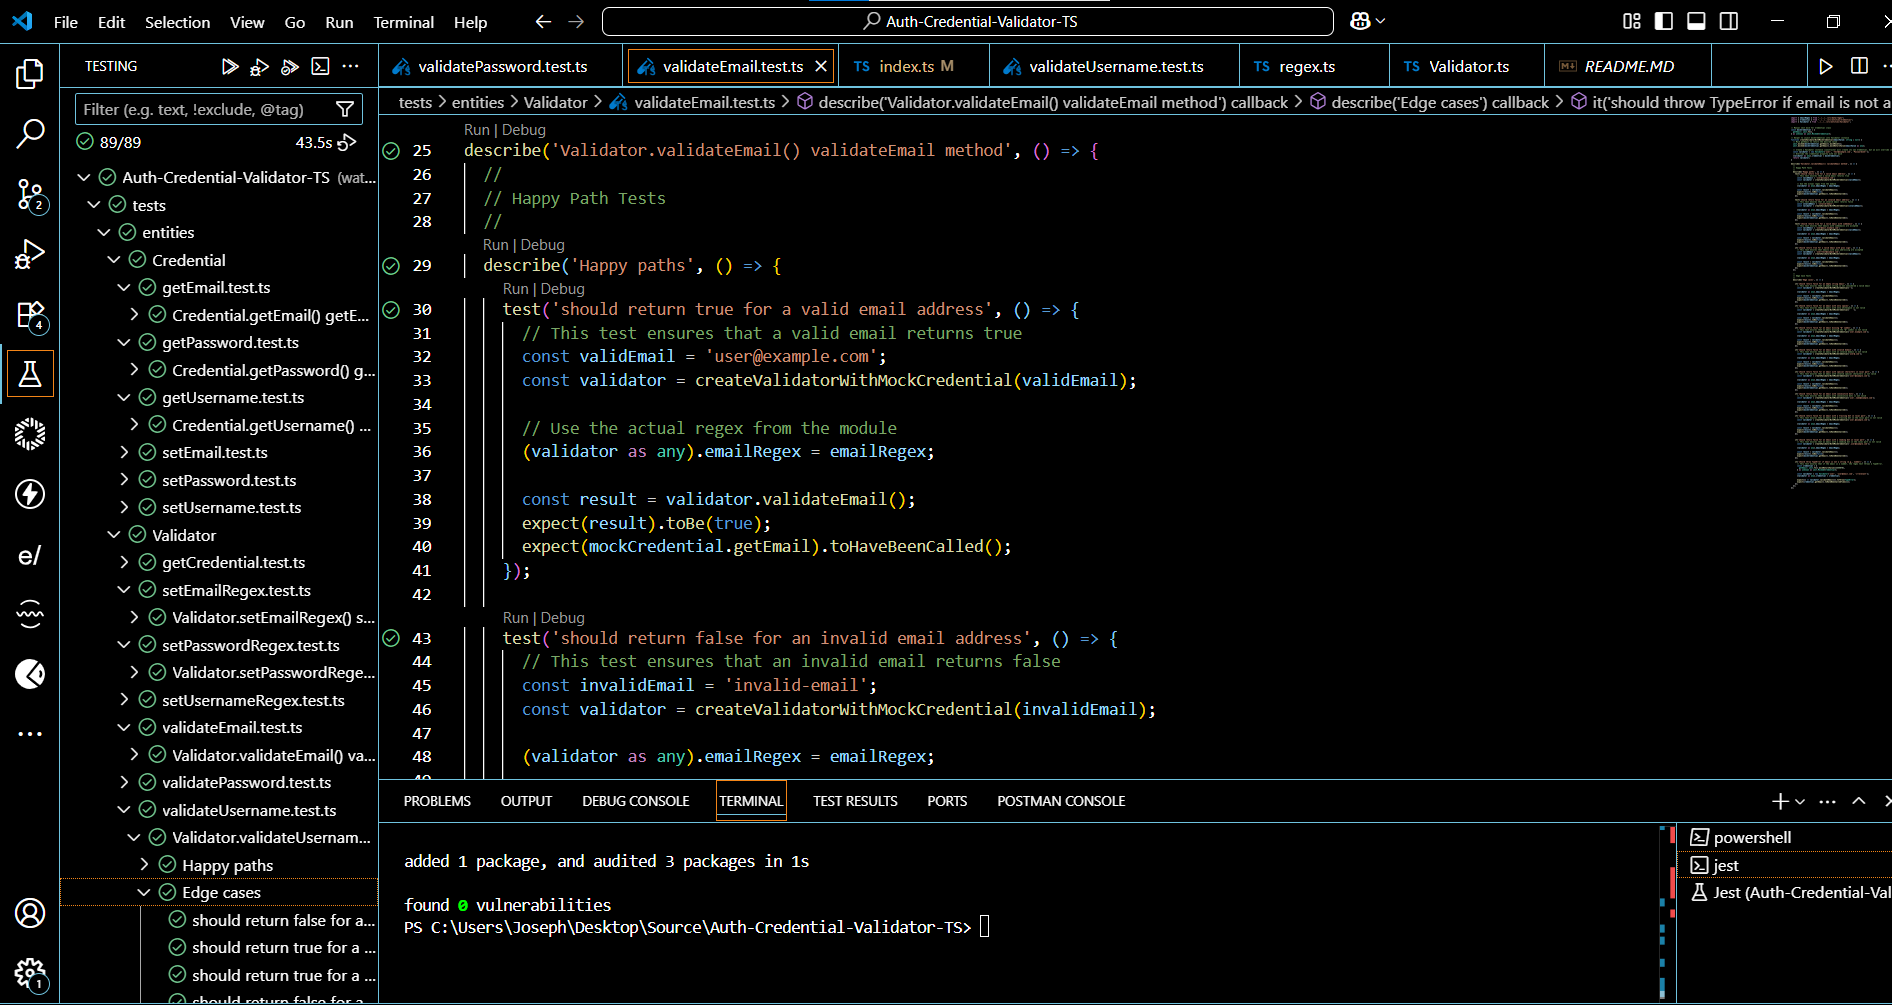 File Edit Selection View Go Run Terminal Help
Auth-Credential-Validator-TS
TESTING
Filter (e.g. text, !exclude, @tag)
89/89 43.5s
Auth-Credential-Validator-TS (wat...
tests
entities
Credential
getEmail.test.ts
Credential.getEmail() getE...
getPassword.test.ts
Credential.getPassword() g...
getUsername.test.ts
Credential.getUsername() ...
setEmail.test.ts
setPassword.test.ts
setUsername.test.ts
Validator
getCredential.test.ts
setEmailRegex.test.ts
Validator.setEmailRegex() s...
setPasswordRegex.test.ts
Validator.setPasswordRege...
setUsernameRegex.test.ts
validateEmail.test.ts
Validator.validateEmail() va...
validatePassword.test.ts
validateUsername.test.ts
Validator.validateUsernam...
Happy paths
Edge cases
should return false for a...
should return true for a ...
should return true for a ...
should return false for a
2
4
e/
1
validatePassword.test.ts validateEmail.test.ts TS index.ts M validateUsername.test.ts TS regex.ts TS Validator.ts README.MD
tests > entities > Validator > validateEmail.test.ts > describe('Validator.validateEmail() validateEmail method') callback > describe('Edge cases') callback > it('should throw TypeError if email is not a
Run | Debug
25 describe('Validator.validateEmail() validateEmail method', () => {
26 //
27 // Happy Path Tests
28 //
Run | Debug
29 describe('Happy paths', () => {
Run | Debug
30 test('should return true for a valid email address', () => {
31 // This test ensures that a valid email returns true
32 const validEmail = 'user@example.com';
33 const validator = createValidatorWithMockCredential(validEmail);
34
35 // Use the actual regex from the module
36 (validator as any).emailRegex = emailRegex;
37
38 const result = validator.validateEmail();
39 expect(result).toBe(true);
40 expect(mockCredential.getEmail).toHaveBeenCalled();
41 });
42
Run | Debug
43 test('should return false for an invalid email address', () => {
44 // This test ensures that an invalid email returns false
45 const invalidEmail = 'invalid-email';
46 const validator = createValidatorWithMockCredential(invalidEmail);
47
48 (validator as any).emailRegex = emailRegex;
PROBLEMS OUTPUT DEBUG CONSOLE TERMINAL TEST RESULTS PORTS POSTMAN CONSOLE
added 1 package, and audited 3 packages in 1s
found 0 vulnerabilities
PS C:\Users\Joseph\Desktop\Source\Auth-Credential-Validator-TS>
powershell
jest
Jest (Auth-Credential-Val